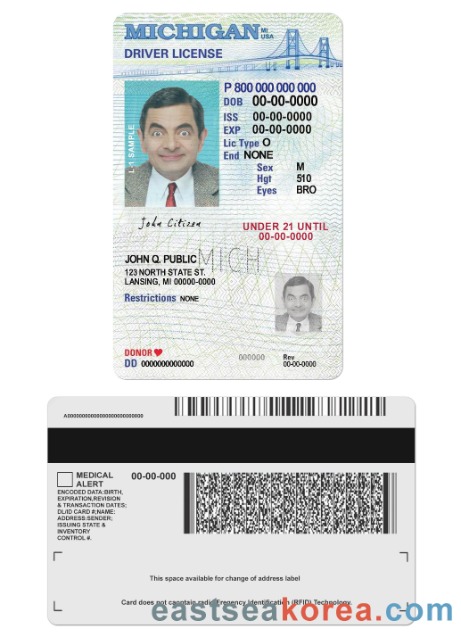 MICHIGAN MI USA
DRIVER LICENSE
P 800 000 000 000
DOB 00-00-0000
ISS 00-00-0000
EXP 00-00-0000
Lic Type O
End NONE
Sex M
Hgt 510
Eyes BRO
L-1 SAMPLE
John Citizen
UNDER 21 UNTIL
00-00-0000
JOHN Q. PUBLIC MICH
123 NORTH STATE ST.
LANSING, MI 00000-0000
Restrictions NONE
DONOR
DD 0000000000000
000000
Rev
00-00-0000
MEDICAL
ALERT
00-00-000
ENCODED DATA:BIRTH,
EXPIRATION,REVISION
& TRANSACTION DATES;
DL/ID CARD #;NAME:
ADDRESS:SENDER;
ISSUING STATE &
INVENTORY
CONTROL #.
This space available for change of address label
Card does not (RFID) Technology.
eastseakorea.com